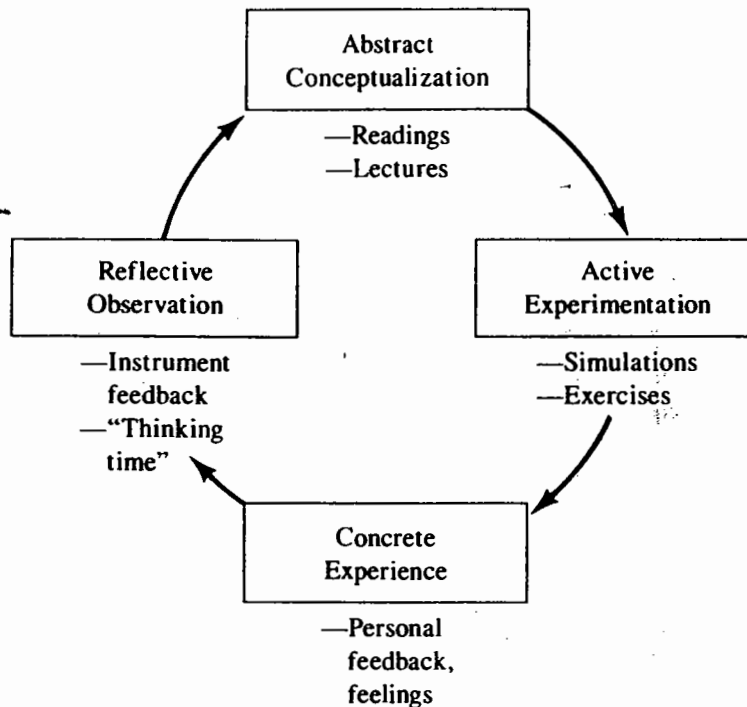 Abstract
Conceptualization
—Readings
—Lectures
Reflective
Observation
Active
Experimentation
—Instrument
feedback
—“Thinking
time”
—Simulations
—Exercises
Concrete
Experience
—Personal
feedback,
feelings